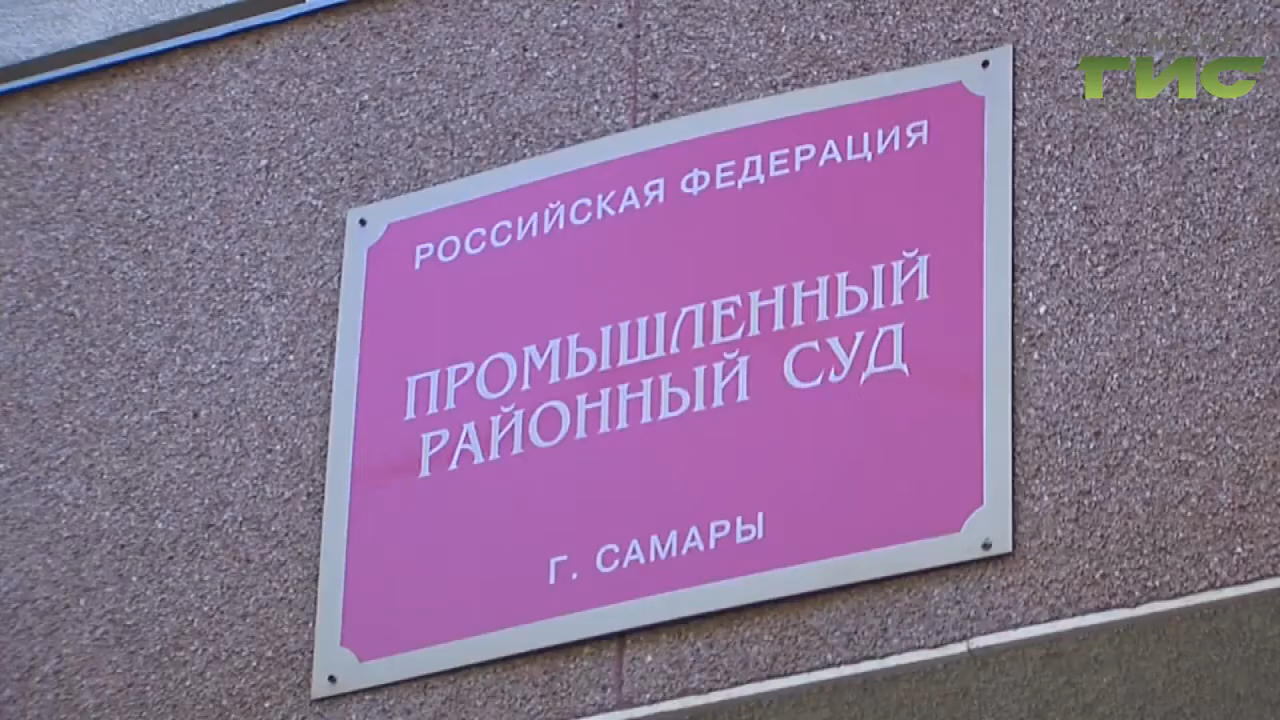 ГИС
РОССИЙСКАЯ ФЕДЕРАЦИЯ
ПРОМЫШЛЕННЫЙ
РАЙОННЫЙ СУД
Г. САМАРЫ